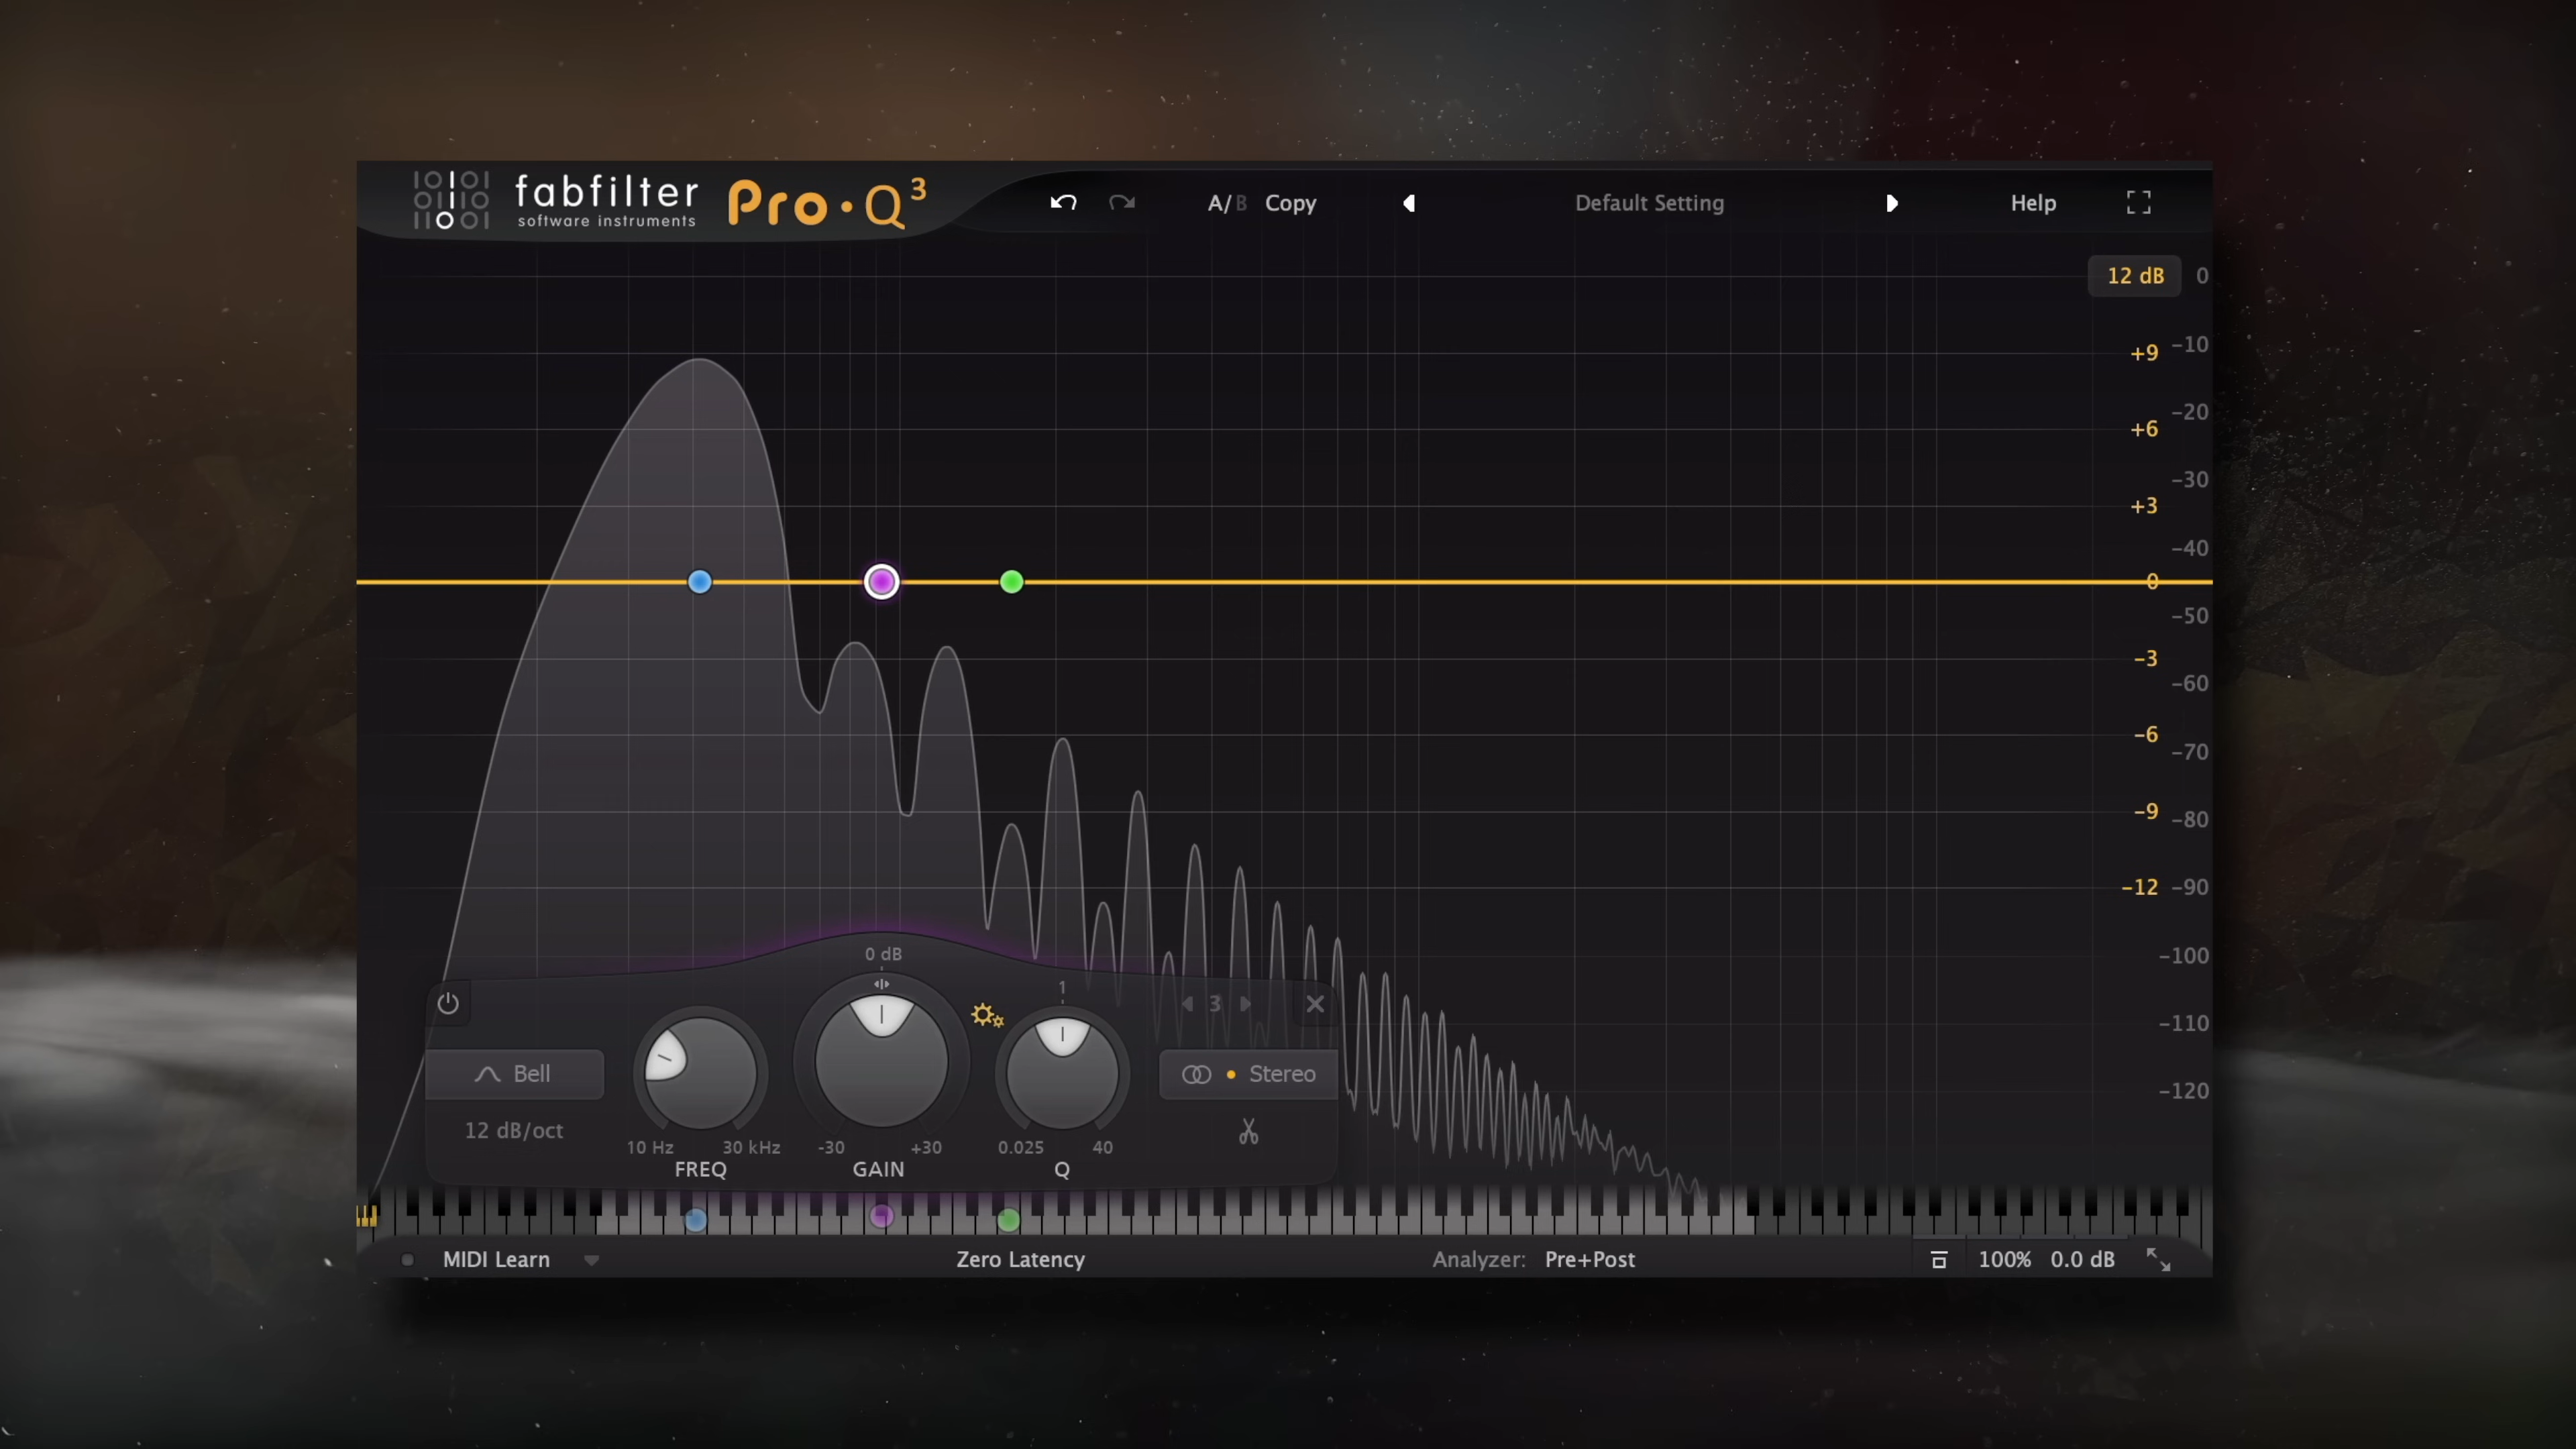 fabfilter
software instruments
Pro·Q³
A/B Copy
Default Setting
Help
12 dB
0
+9
-10
-20
+6
-30
+3
-40
0
-50
-3
-60
-6
-70
-9
-80
-12
-90
-100
-110
-120
0 dB
1
3
Bell
Stereo
12 dB/oct
10 Hz
30 kHz
-30
+30
0.025
40
FREQ
GAIN
Q
MIDI Learn
Zero Latency
Analyzer: Pre+Post
100%
0.0 dB